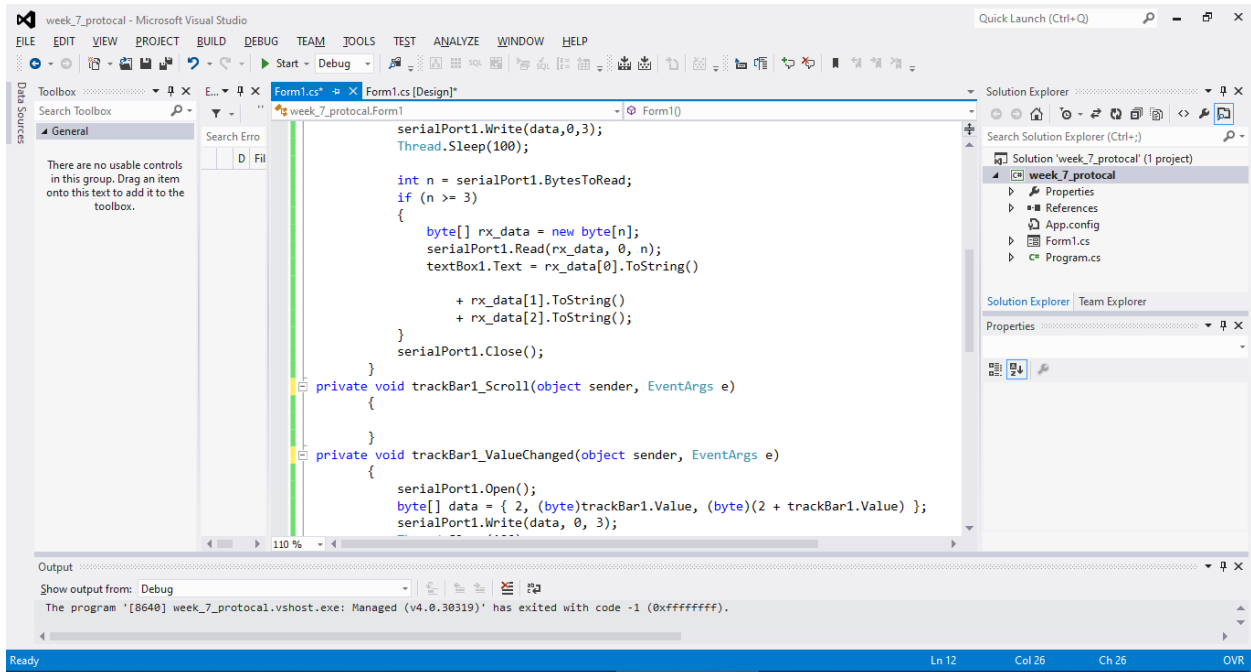 week_7_protocal - Microsoft Visual Studio
Quick Launch (Ctrl+Q)
FILE EDIT VIEW PROJECT BUILD DEBUG TEAM TOOLS TEST ANALYZE WINDOW HELP
Start - Debug
Data Sources
Toolbox
Search Toolbox
General
There are no usable controls
in this group. Drag an item
onto this text to add it to the
toolbox.
E...
Search Erro
D Fil
Form1.cs* Form1.cs [Design]*
week_7_protocal.Form1 Form1()
serialPort1.Write(data,0,3);
Thread.Sleep(100);
int n = serialPort1.BytesToRead;
if (n >= 3)
{
byte[] rx_data = new byte[n];
serialPort1.Read(rx_data, 0, n);
textBox1.Text = rx_data[0].ToString()
+ rx_data[1].ToString()
+ rx_data[2].ToString();
}
serialPort1.Close();
}
private void trackBar1_Scroll(object sender, EventArgs e)
{
}
private void trackBar1_ValueChanged(object sender, EventArgs e)
{
serialPort1.Open();
byte[] data = { 2, (byte)trackBar1.Value, (byte)(2 + trackBar1.Value) };
serialPort1.Write(data, 0, 3);
110 %
Solution Explorer
Search Solution Explorer (Ctrl+;)
Solution 'week_7_protocal' (1 project)
C# week_7_protocal
Properties
References
App.config
Form1.cs
C# Program.cs
Solution Explorer Team Explorer
Properties
Output
Show output from: Debug
The program '[8640] week_7_protocal.vshost.exe: Managed (v4.0.30319)' has exited with code -1 (0xffffffff).
Ready Ln 12 Col 26 Ch 26 OVR